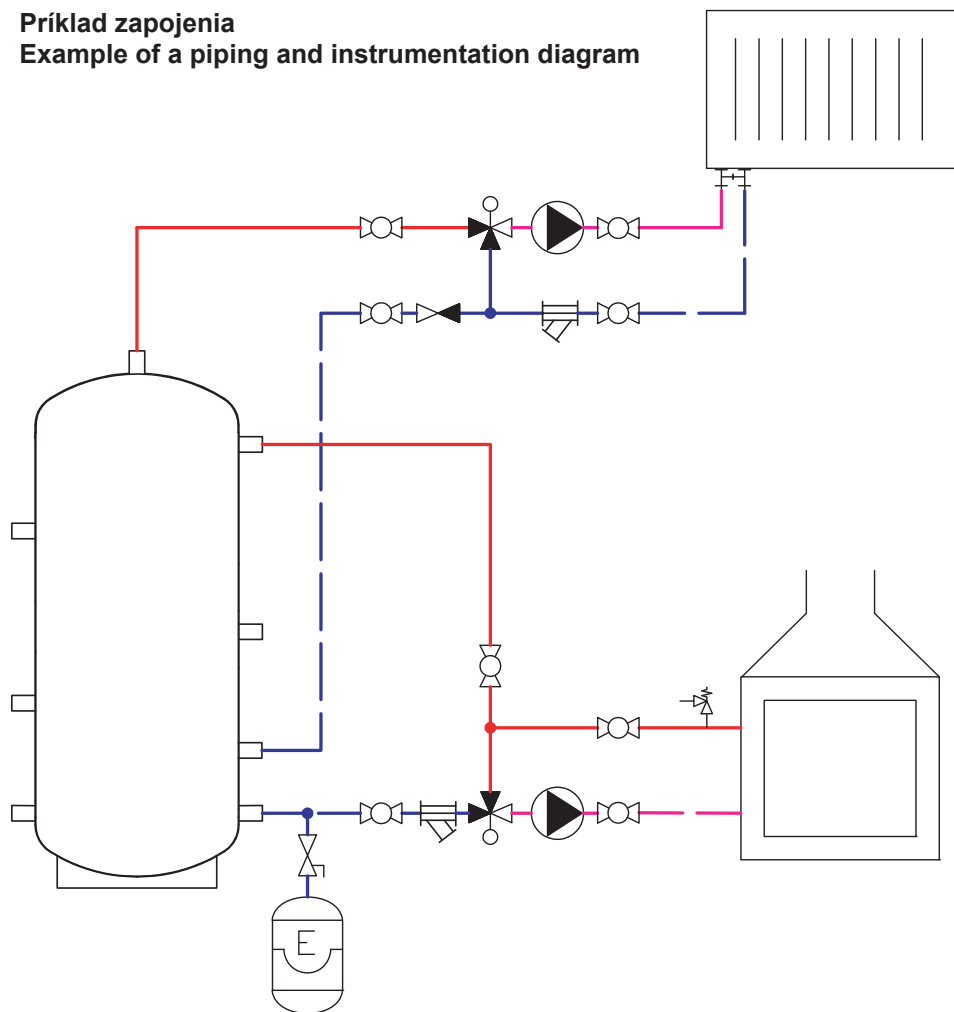 Príklad zapojenia
Example of a piping and instrumentation diagram
E